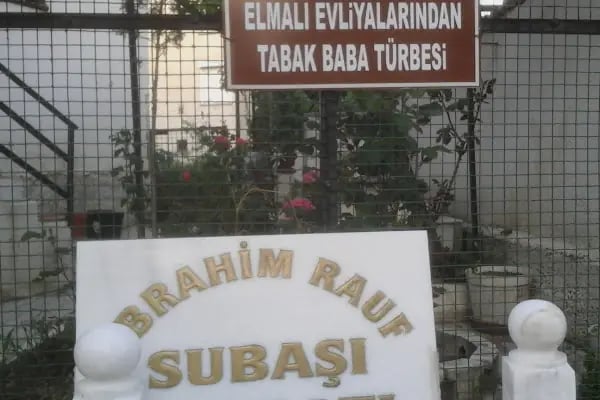 ELMALI EVLİYALARINDAN
TABAK BABA TÜRBESİ
İBRAHİM RAUF
SUBAŞI